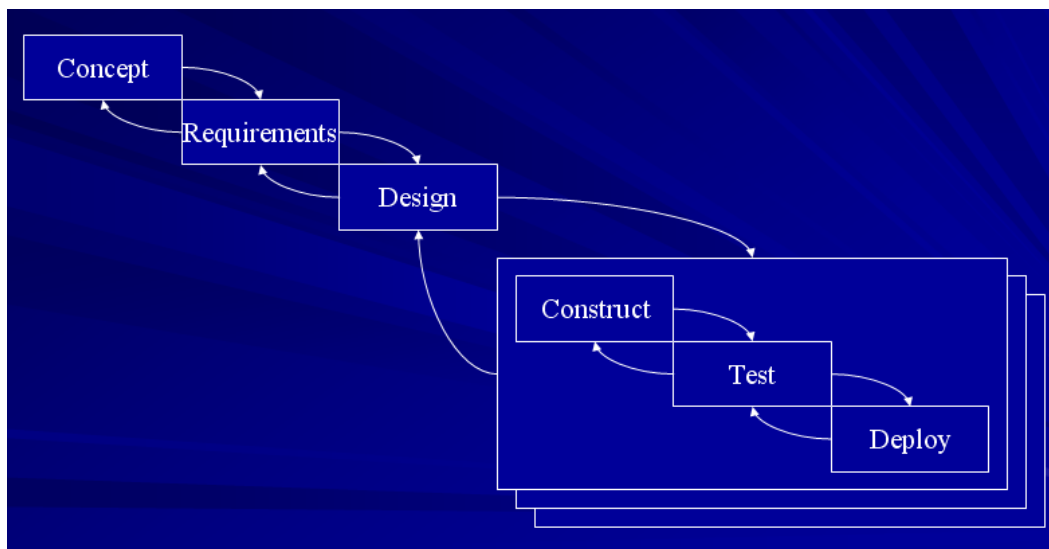 Concept
Requirements
Design
Construct
Test
Deploy